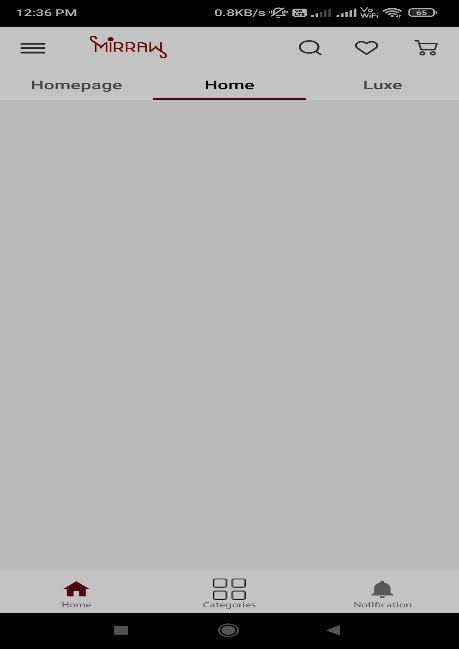 12:36 PM 0.8KB/s Vo WiFi 65
MIRRAW
Homepage Home Luxe
Home Categories Notification